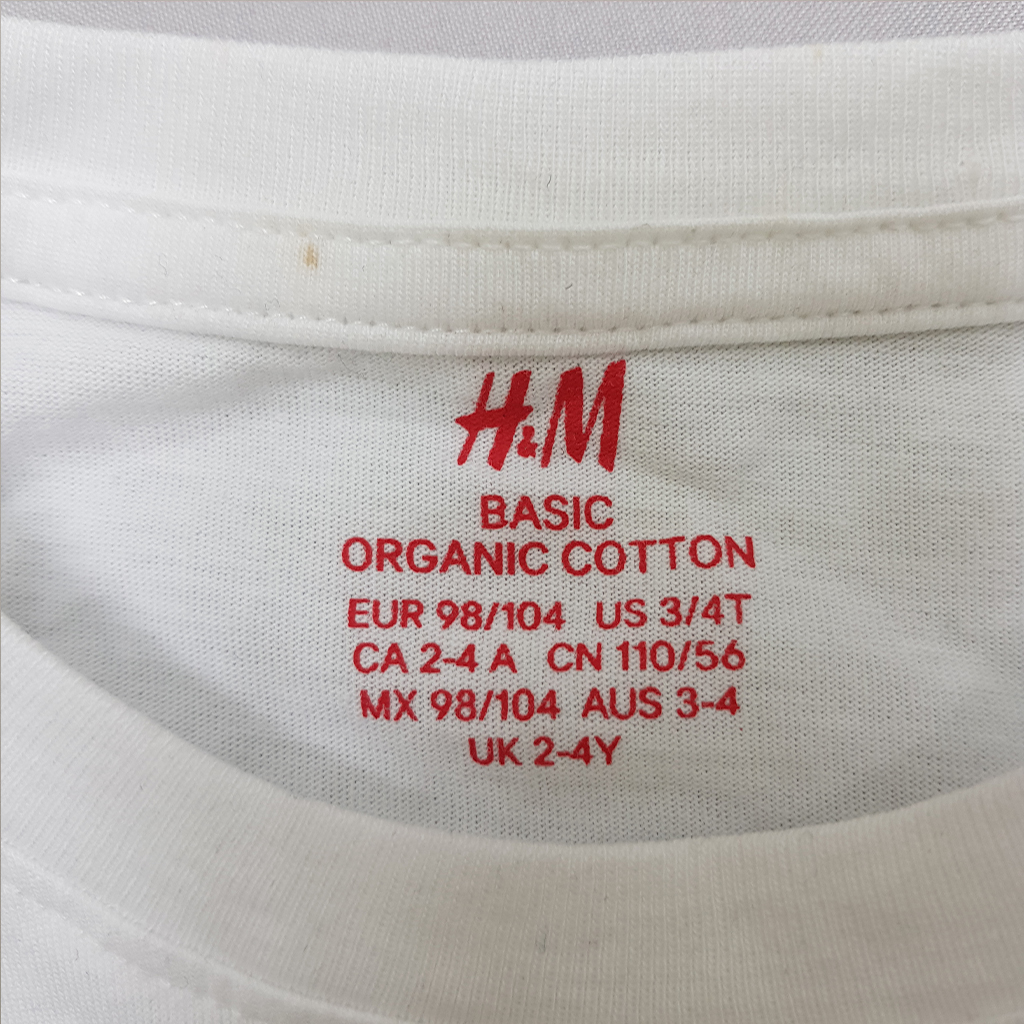 H&M
BASIC
ORGANIC COTTON
EUR 98/104 US 3/4T
CA 2-4 A CN 110/56
MX 98/104 AUS 3-4
UK 2-4Y